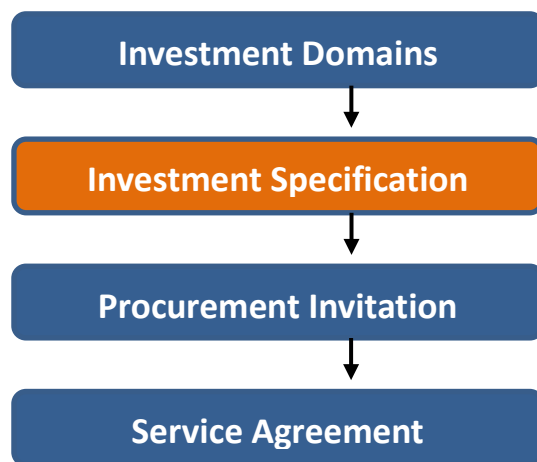 Investment Domains
Investment Specification
Procurement Invitation
Service Agreement